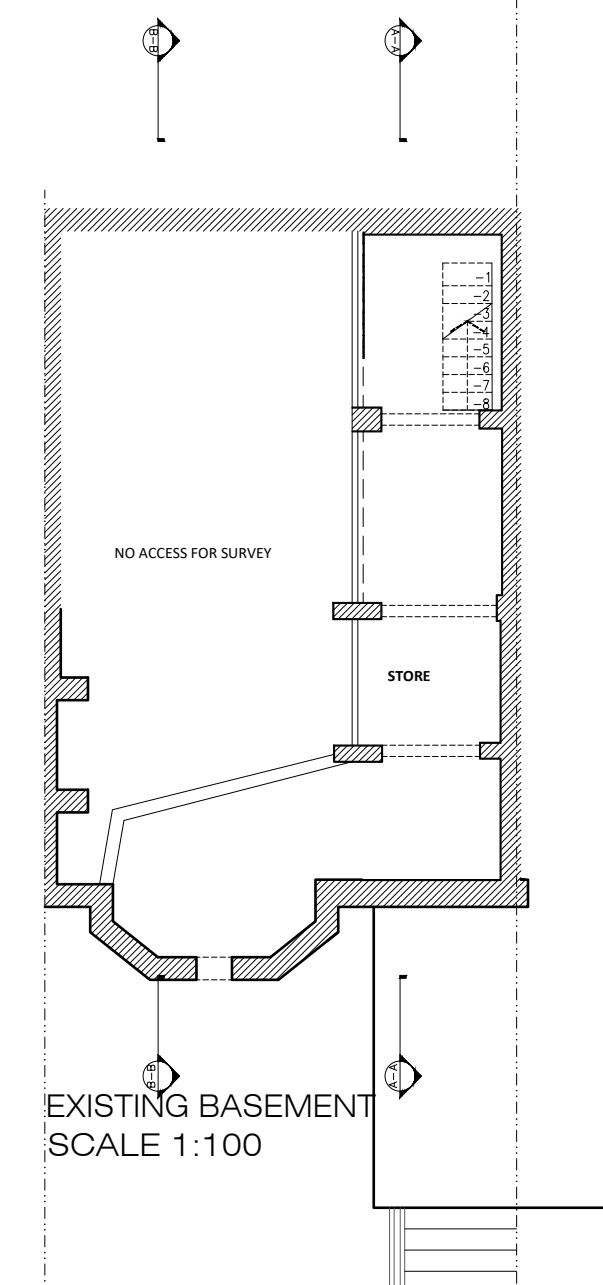 B-B
A-A
-1
-2
-3
-4
-5
-6
-7
-8
NO ACCESS FOR SURVEY
STORE
B-B
A-A
EXISTING BASEMENT
SCALE 1:100